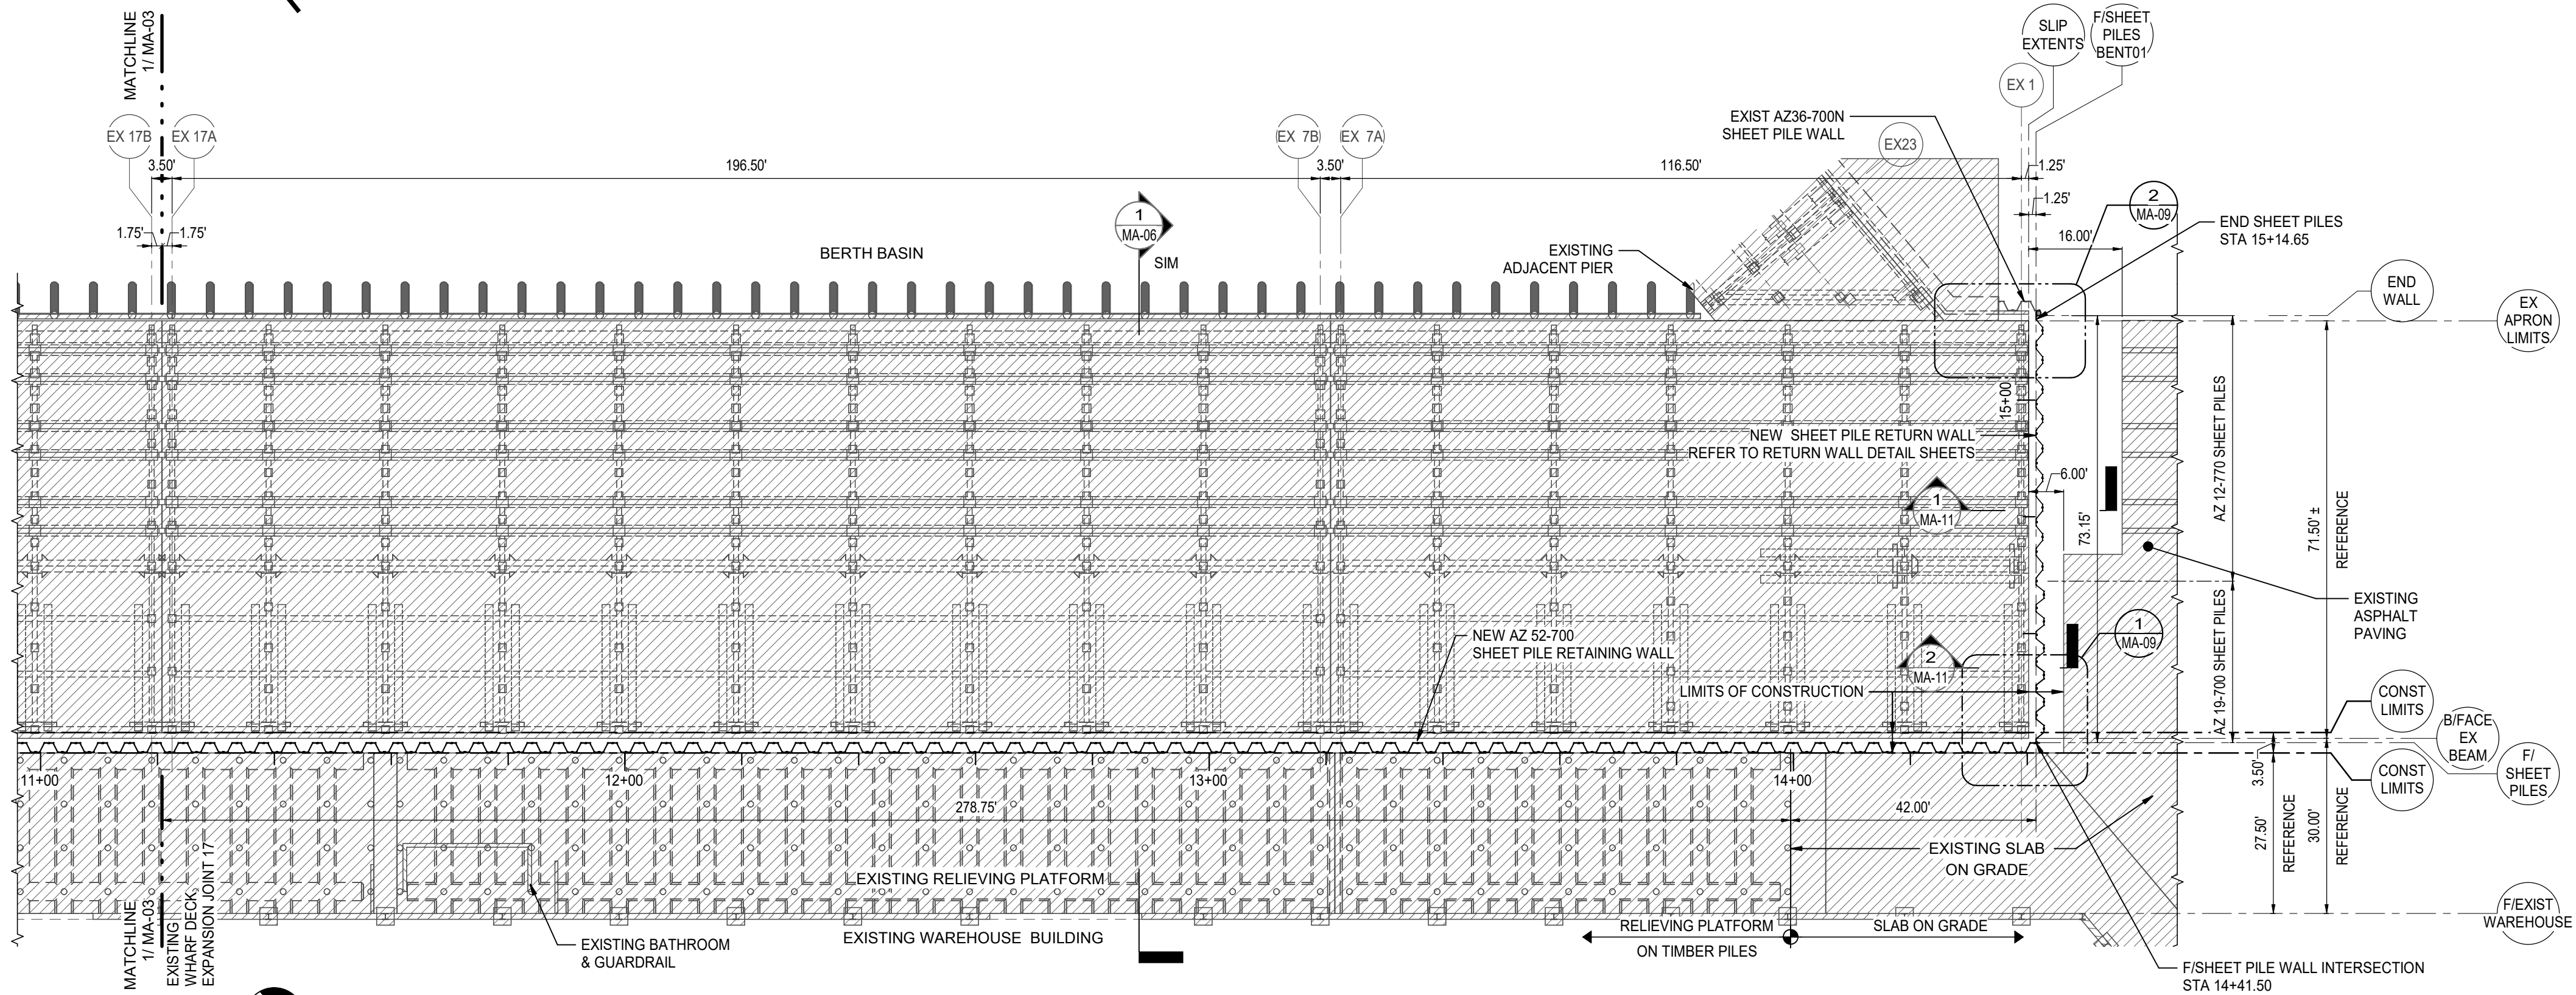 MATCHLINE
1/ MA-03
SLIP
EXTENTS
F/SHEET
PILES
BENT01
EX 1
EX 17B
EX 17A
EX 7B
EX 7A
EXIST AZ36-700N
SHEET PILE WALL
EX23
3.50'
196.50'
3.50'
116.50'
1.25'
1.25'
1.75'
1.75'
1
MA-06
SIM
BERTH BASIN
EXISTING
ADJACENT PIER
2
MA-09
16.00'
END SHEET PILES
STA 15+14.65
END
WALL
EX
APRON
LIMITS
15+00
NEW SHEET PILE RETURN WALL
REFER TO RETURN WALL DETAIL SHEETS
6.00'
1
MA-11
73.15'
AZ 12-770 SHEET PILES
71.50' ±
REFERENCE
EXISTING
ASPHALT
PAVING
NEW AZ 52-700
SHEET PILE RETAINING WALL
2
MA-11
1
MA-09
AZ 19-700 SHEET PILES
LIMITS OF CONSTRUCTION
CONST
LIMITS
B/FACE
EX
BEAM
CONST
LIMITS
F/
SHEET
PILES
11+00
12+00
13+00
14+00
3.50'
278.75'
42.00'
27.50'
REFERENCE
30.00'
REFERENCE
EXISTING SLAB
ON GRADE
EXISTING RELIEVING PLATFORM
MATCHLINE
1/ MA-03
EXISTING
WHARF DECK
EXPANSION JOINT 17
EXISTING BATHROOM
& GUARDRAIL
EXISTING WAREHOUSE BUILDING
RELIEVING PLATFORM
ON TIMBER PILES
SLAB ON GRADE
F/EXIST
WAREHOUSE
F/SHEET PILE WALL INTERSECTION
STA 14+41.50